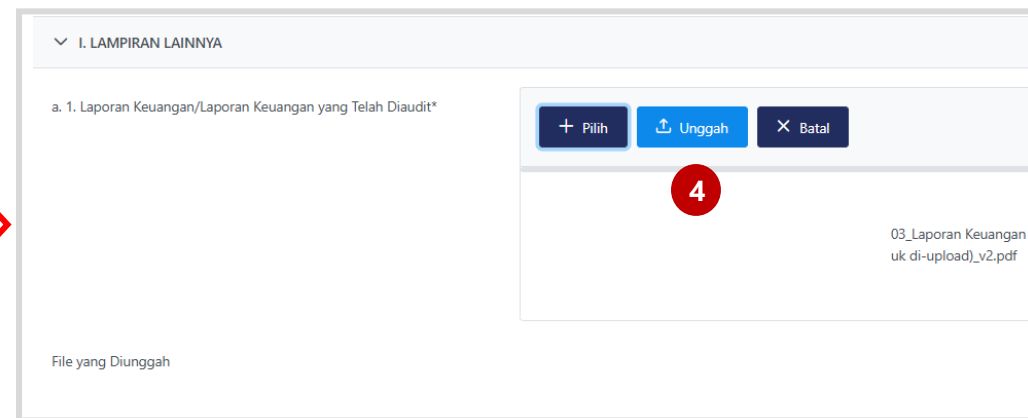 I. LAMPIRAN LAINNYA
a. 1. Laporan Keuangan/Laporan Keuangan yang Telah Diaudit*
Pilih
Unggah
Batal
4
03_Laporan Keuangan
uk di-upload)_v2.pdf
File yang Diunggah